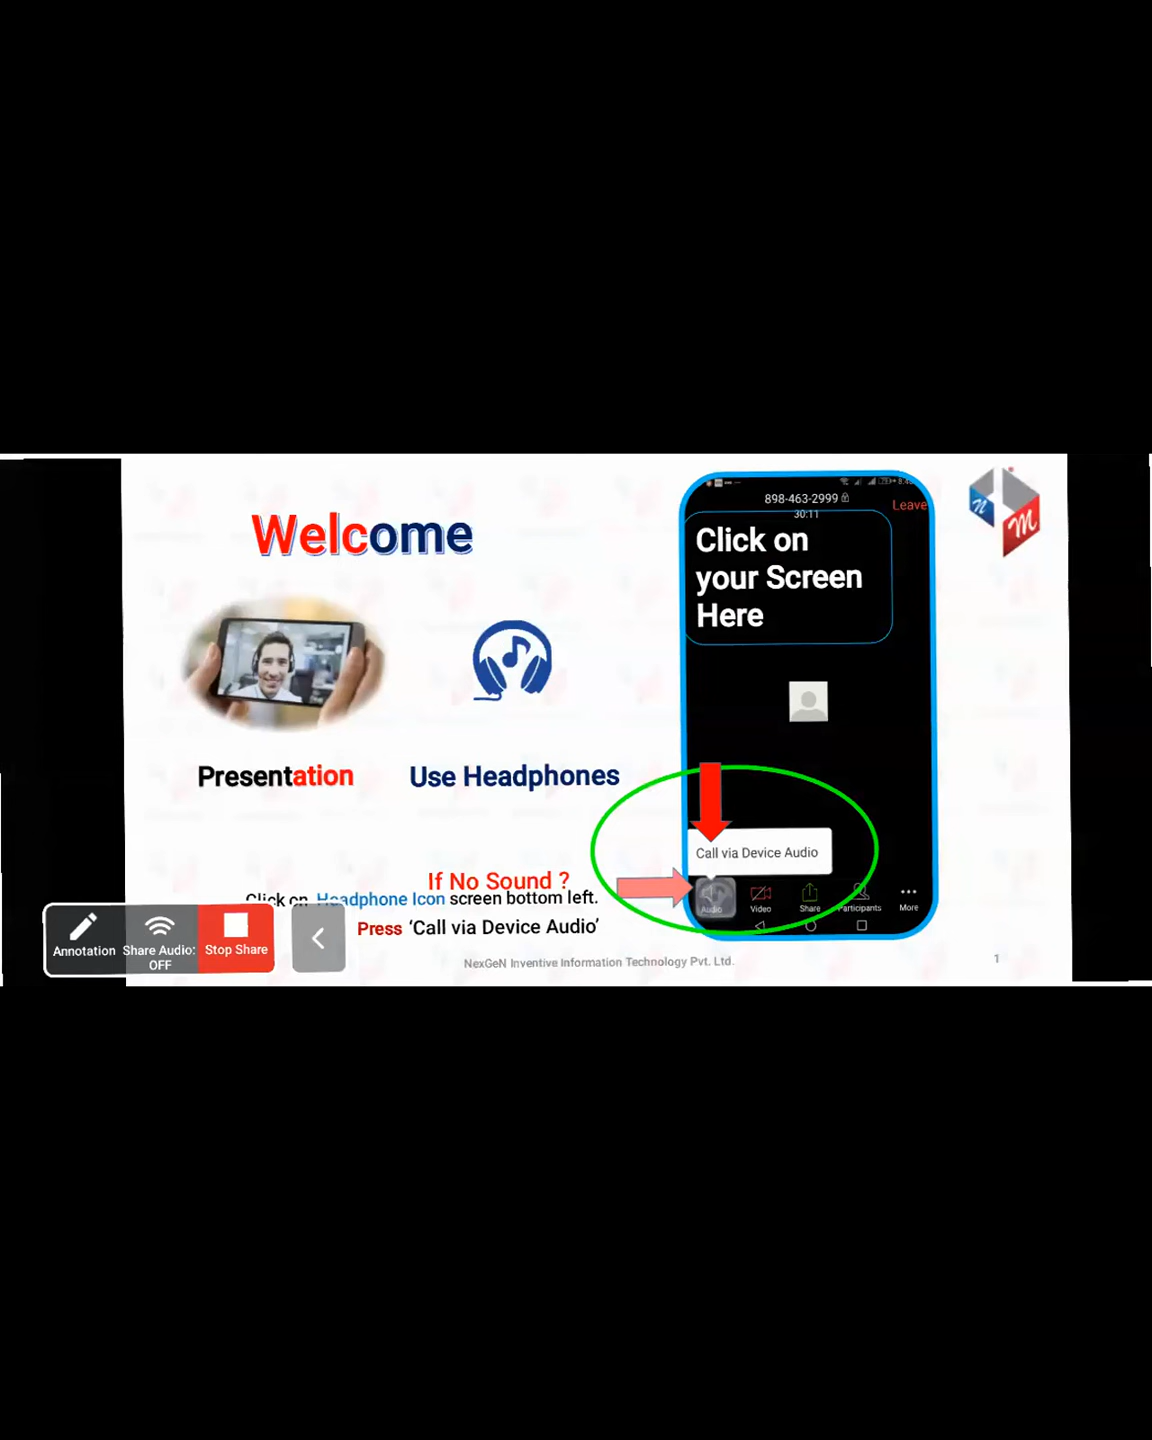 Welcome
Presentation
Use Headphones
If No Sound ?
Click on Headphone Icon screen bottom left.
Press ‘Call via Device Audio’
NexGeN Inventive Information Technology Pvt. Ltd.
1
898-463-2999
30:11
Leave
Click on
your Screen
Here
Call via Device Audio
Audio
Video
Share
Participants
More
n
m
Annotation
Share Audio:
OFF
Stop Share